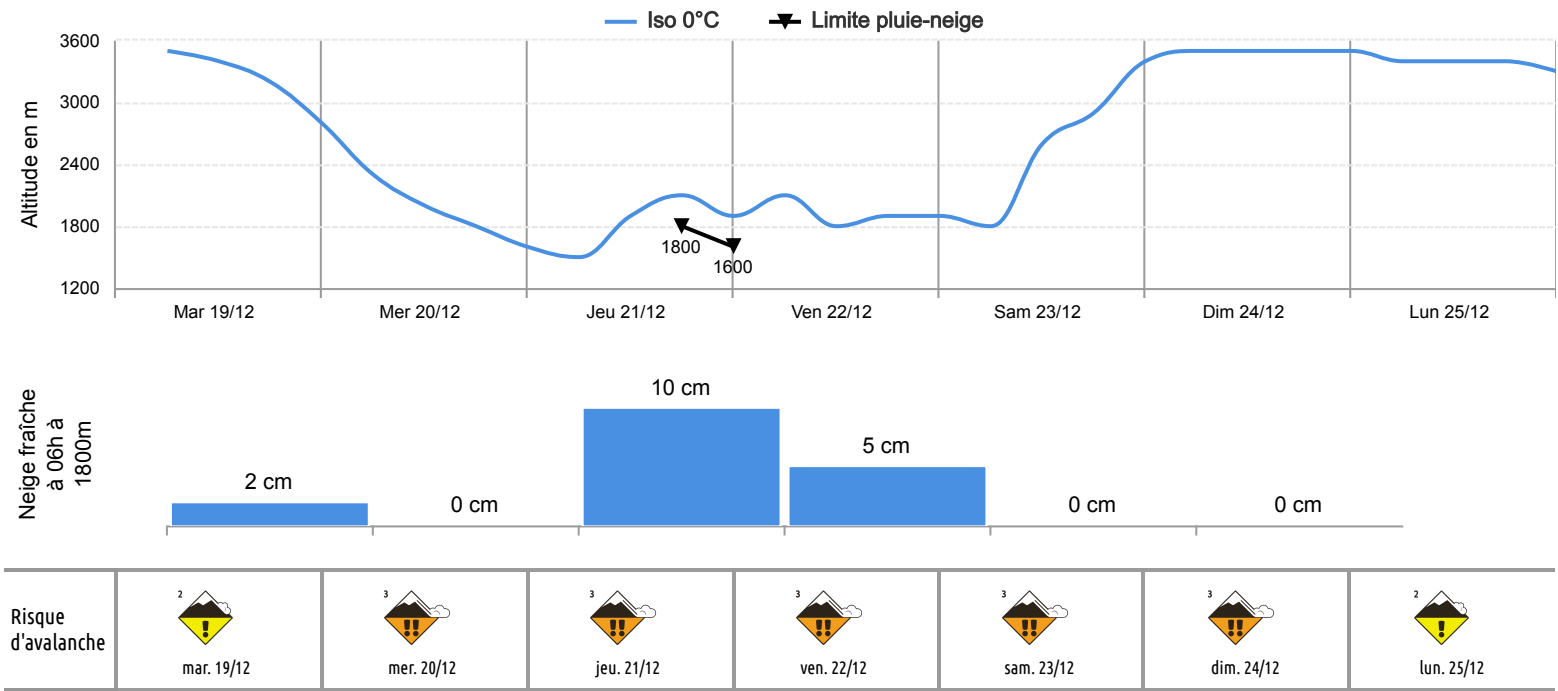 Iso 0°C Limite pluie-neige
3600
3000
2400
1800
1200
Altitude en m
1800
1600
Mar 19/12 Mer 20/12 Jeu 21/12 Ven 22/12 Sam 23/12 Dim 24/12 Lun 25/12
Neige fraîche
à 06h à
1800m
2 cm 0 cm 10 cm 5 cm 0 cm 0 cm
Risque
d'avalanche
2 3 3 3 3 3 2
mar. 19/12 mer. 20/12 jeu. 21/12 ven. 22/12 sam. 23/12 dim. 24/12 lun. 25/12